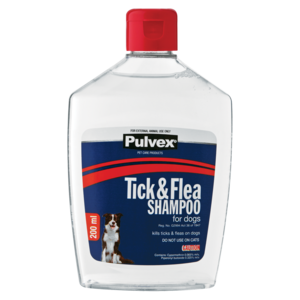 FOR EXTERNAL ANIMAL USE ONLY
Pulvex®
PET CARE PRODUCTS
Tick & Flea
SHAMPOO
for dogs
kills ticks & fleas on dogs
DO NOT USE ON CATS
CAUTION
200 ml